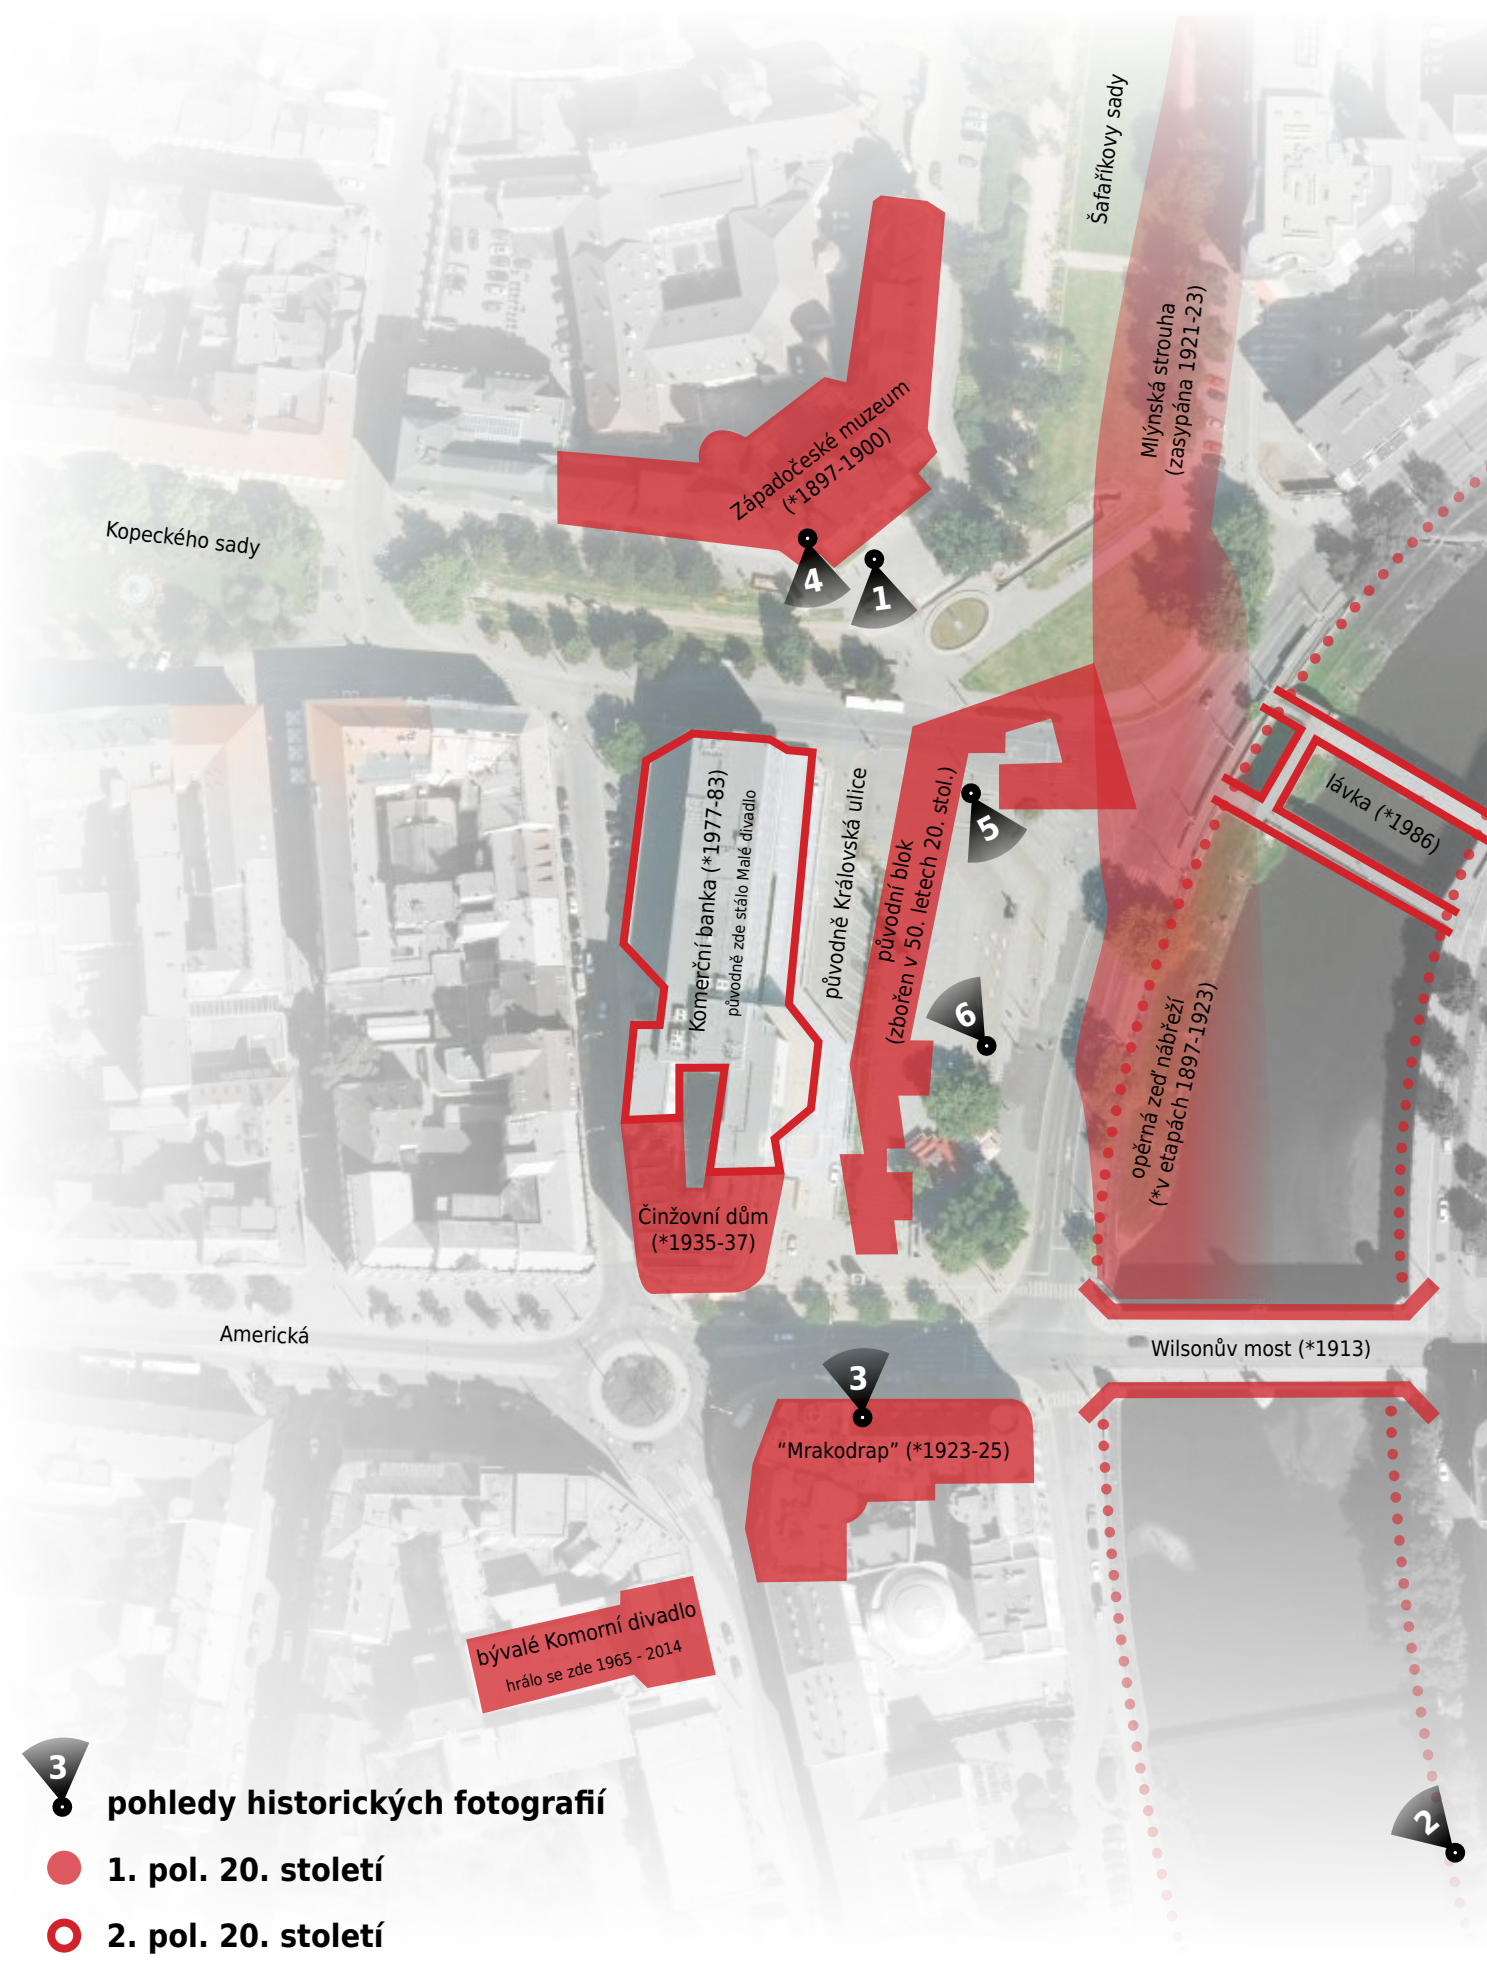 Šafaříkovy sady
Mlýnská strouha
(zasypána 1921-23)
Západočeské muzeum
(*1897-1900)
Kopeckého sady
4
1
lávka (*1986)
5
Komerční banka (*1977-83)
původně zde stálo Malé divadlo
původně Královská ulice
původní blok
(zbořen v 50. letech 20. stol.)
6
opěrná zeď nábřeží
(*v etapách 1897-1923)
Činžovní dům
(*1935-37)
Americká
Wilsonův most (*1913)
3
“Mrakodrap” (*1923-25)
bývalé Komorní divadlo
hrálo se zde 1965 - 2014
2
3
pohledy historických fotografií
1. pol. 20. století
2. pol. 20. století